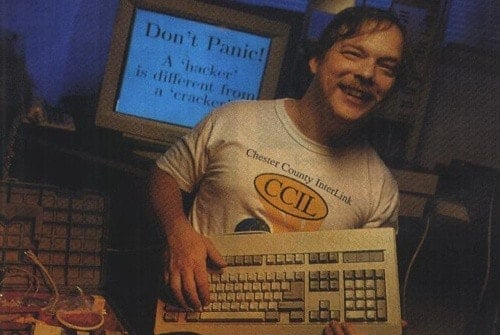 Don't Panic!
A 'hacker'
is different from
a 'cracker'
Chester County InterLink
CCIL